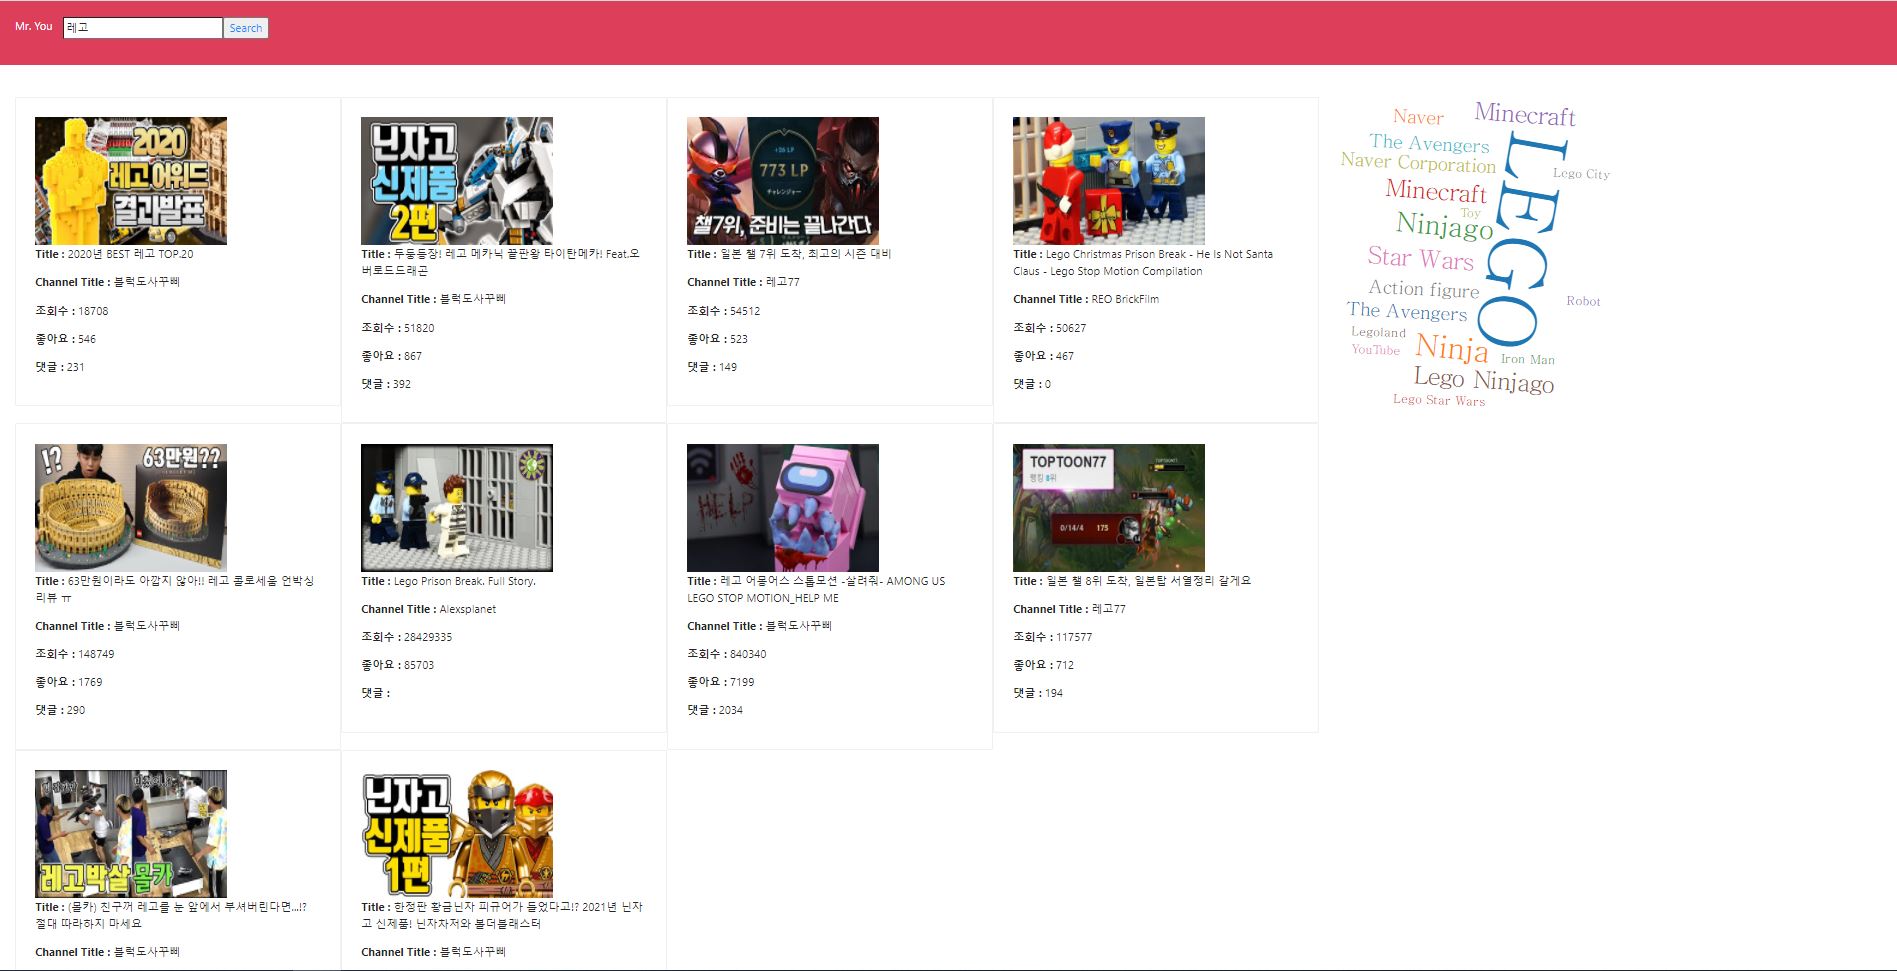 Mr. You
레고
Search
2020
레고 어워드
결과발표
Title : 2020년 BEST 레고 TOP.20
Channel Title : 블럭도사꾸삐
조회수 : 18708
좋아요 : 546
댓글 : 231
닌자고
신제품
2편
Title : 두둥등장! 레고 메카닉 끝판왕 타이탄메카! Feat.오
버로드드래곤
Channel Title : 블럭도사꾸삐
조회수 : 51820
좋아요 : 867
댓글 : 392
+26 LP
773 LP
チャレンジャー
챌7위, 준비는 끝나간다
Title : 일본 챌 7위 도착, 최고의 시즌 대비
Channel Title : 레고77
조회수 : 54512
좋아요 : 523
댓글 : 149
Title : Lego Christmas Prison Break - He Is Not Santa
Claus - Lego Stop Motion Compilation
Channel Title : REO BrickFilm
조회수 : 50627
좋아요 : 467
댓글 : 0
Naver
Minecraft
The Avengers
Naver Corporation
LEGO
Lego City
Minecraft
Toy
Ninjago
Star Wars
Action figure
Robot
The Avengers
Legoland
YouTube
Ninja
Iron Man
Lego Ninjago
Lego Star Wars
!?
63만원??
Title : 63만원이라도 아깝지 않아!! 레고 콜로세움 언박싱
리뷰 ㅠ
Channel Title : 블럭도사꾸삐
조회수 : 148749
좋아요 : 1769
댓글 : 290
Title : Lego Prison Break. Full Story.
Channel Title : Alexsplanet
조회수 : 28429335
좋아요 : 85703
댓글 :
HELP
Title : 레고 어몽어스 스톱모션 -살려줘- AMONG US
LEGO STOP MOTION_HELP ME
Channel Title : 블럭도사꾸삐
조회수 : 840340
좋아요 : 7199
댓글 : 2034
TOPTOON77
랭킹 8위
TOPTOON77
0/14/4 175
Title : 일본 챌 8위 도착, 일본탑 서열정리 갈게요
Channel Title : 레고77
조회수 : 117577
좋아요 : 712
댓글 : 194
레고박살 몰카
Title : (몰카) 친구꺼 레고를 눈 앞에서 부셔버린다면...!?
절대 따라하지 마세요
Channel Title : 블럭도사꾸삐
닌자고
신제품
1편
Title : 한정판 황금닌자 피규어가 들었다고!? 2021년 닌자
고 신제품! 닌자차저와 볼더블래스터
Channel Title : 블럭도사꾸삐